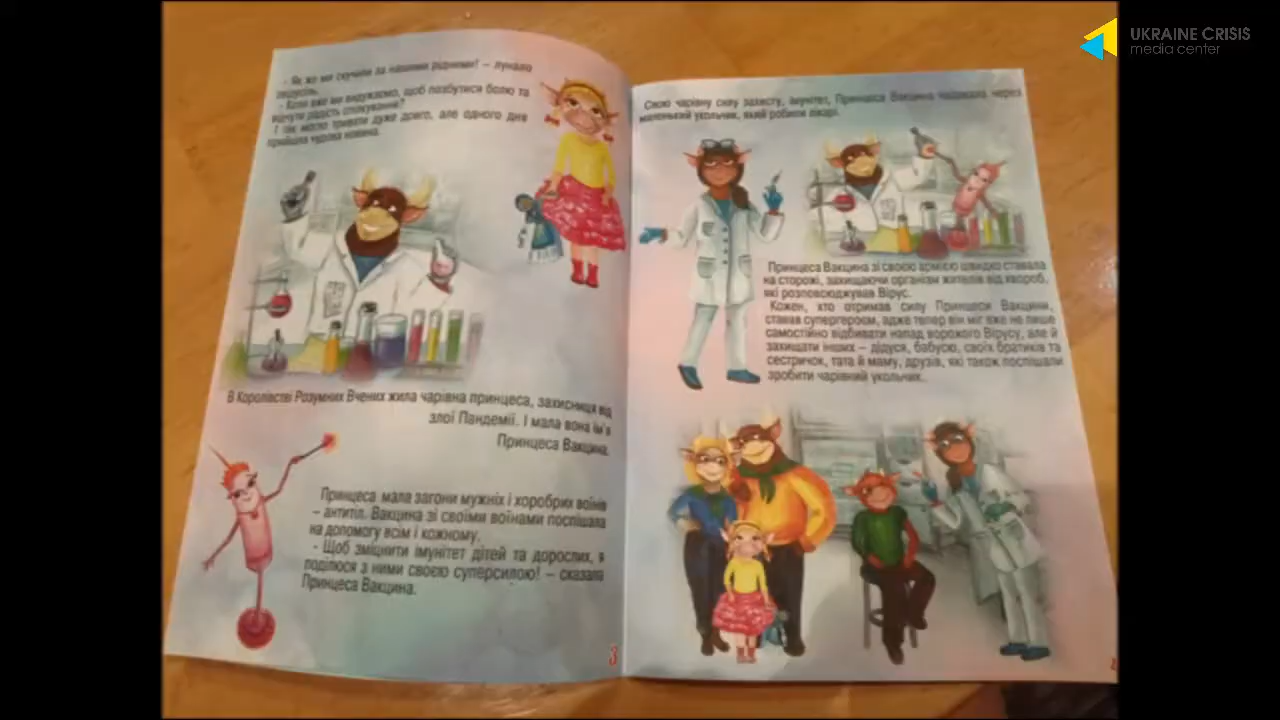 - Як же ми скучили за нашими рідними! – лунало
звідусіль.
- Коли вже ми видужаємо, щоб позбутися болю та
відчути радість спілкування?
І так могло тривати дуже довго, але одного дня
прийшла чудова новина.
В Королівстві Розумних Вчених жила чарівна принцеса, захисниця від
злої Пандемії. І мала вона ім'я
Принцеса Вакцина.
Принцеса мала загони мужніх і хоробрих воїнів
– антитіл. Вакцина зі своїми воїнами поспішала
на допомогу всім і кожному.
- Щоб зміцнити імунітет дітей та дорослих, я
поділюся з ними своєю суперсилою! – сказала
Принцеса Вакцина.
3
Свою чарівну силу захисту, імунітет, Принцеса Вакцина через
маленький укольчик, який робили лікарі.
Принцеса Вакцина зі своєю армією швидко ставала
на сторожі, захищаючи організм жителів від хвороб,
які розповсюджував Вірус.
Кожен, хто отримав силу Принцеси Вакцини,
ставав супергероєм, адже тепер він міг вже не лише
самостійно відбивати напад ворожого Вірусу, але й
захищати інших – дідуся, бабусю, своїх братиків та
сестричок, тата й маму, друзів, які також поспішали
зробити чарівний укольчик.
UKRAINE CRISIS
media center